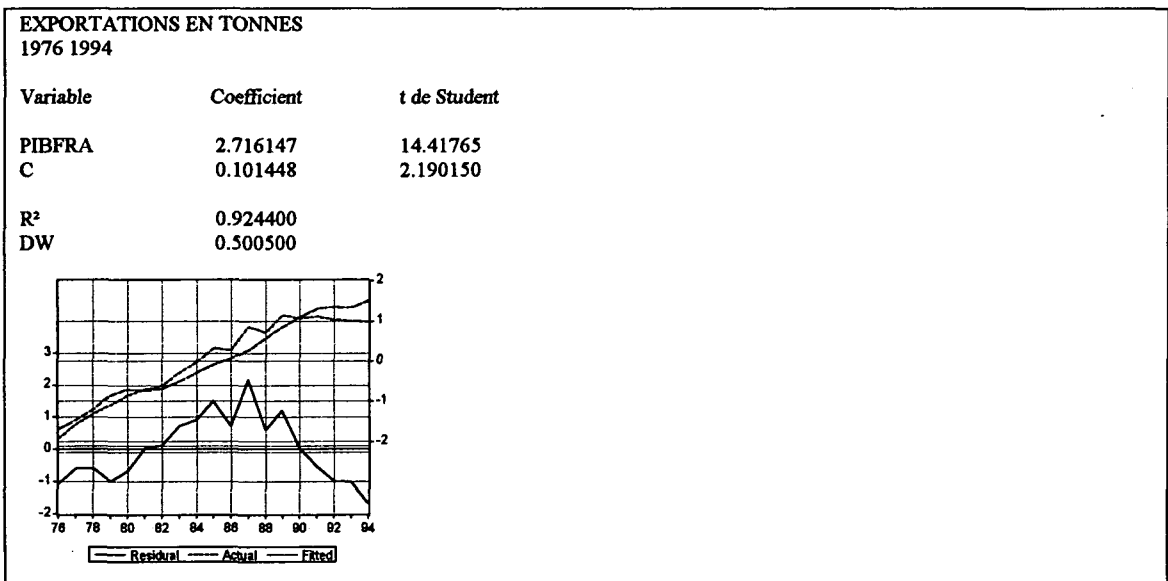 EXPORTATIONS EN TONNES
1976 1994
Variable Coefficient t de Student
PIBFRA 2.716147 14.41765
C 0.101448 2.190150
R² 0.924400
DW 0.500500
2
1
3
0
2
-1
1
-2
0
-1
-2
76 78 80 82 84 86 88 90 92 94
Residual Actual Fitted